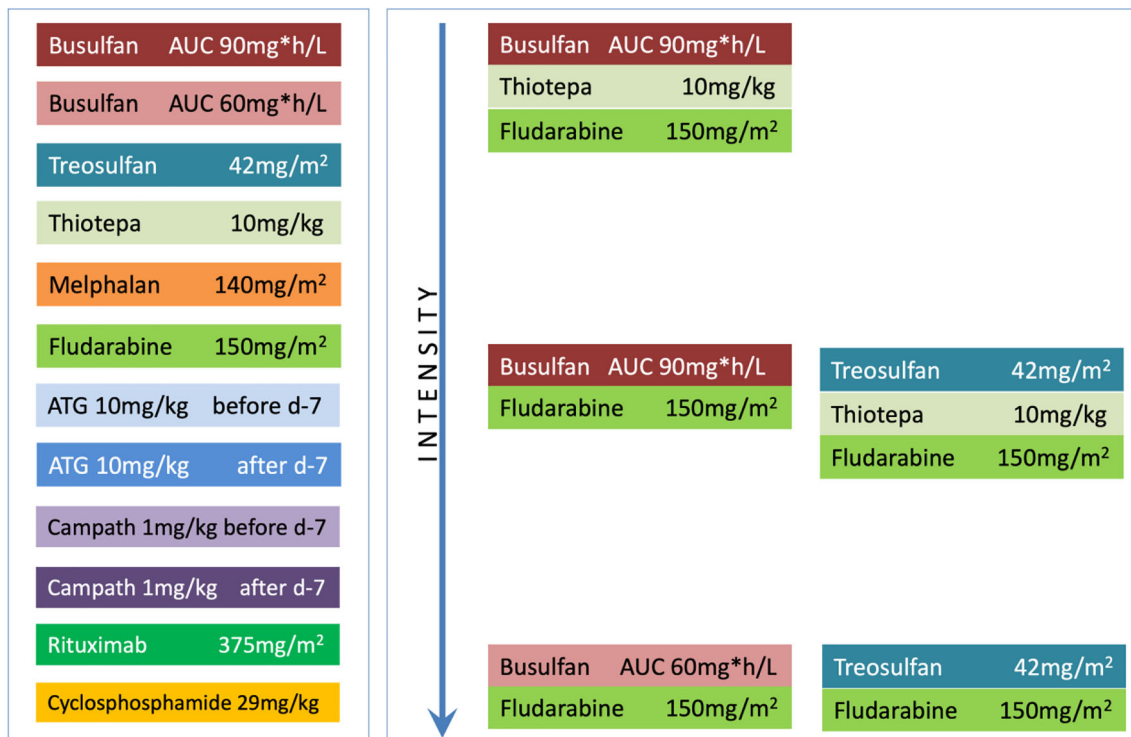 Busulfan AUC 90mg*h/L
Busulfan AUC 60mg*h/L
Treosulfan 42mg/m²
Thiotepa 10mg/kg
Melphalan 140mg/m²
Fludarabine 150mg/m²
ATG 10mg/kg before d-7
ATG 10mg/kg after d-7
Campath 1mg/kg before d-7
Campath 1mg/kg after d-7
Rituximab 375mg/m²
Cyclosphosphamide 29mg/kg
INTENSITY
Busulfan AUC 90mg*h/L
Thiotepa 10mg/kg
Fludarabine 150mg/m²
Busulfan AUC 90mg*h/L
Fludarabine 150mg/m²
Treosulfan 42mg/m²
Thiotepa 10mg/kg
Fludarabine 150mg/m²
Busulfan AUC 60mg*h/L
Fludarabine 150mg/m²
Treosulfan 42mg/m²
Fludarabine 150mg/m²